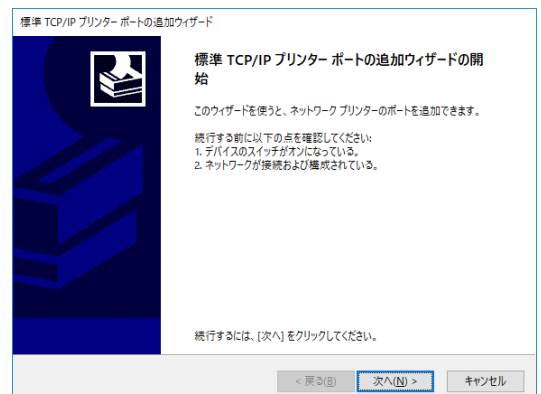 標準 TCP/IP プリンター ポートの追加ウィザード
標準 TCP/IP プリンター ポートの追加ウィザードの開
始
このウィザードを使うと、ネットワーク プリンターのポートを追加できます。
続行する前に以下の点を確認してください:
1. デバイスのスイッチがオンになっている。
2. ネットワークが接続および構成されている。
続行するには、[次へ] をクリックしてください。
< 戻る(B)
次へ(N) >
キャンセル